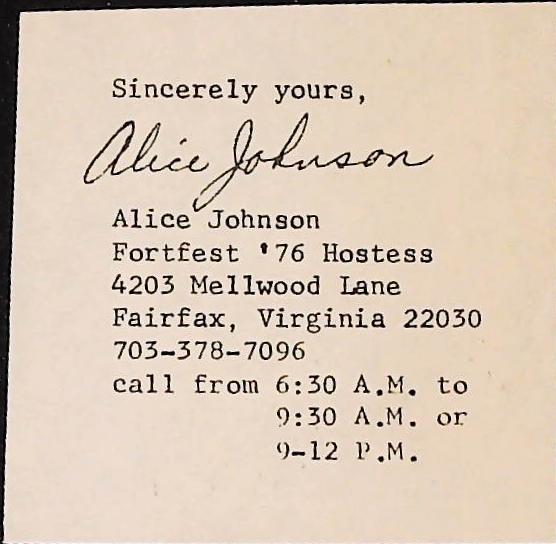 Sincerely yours,
Alice Johnson
Alice Johnson
Fortfest '76 Hostess
4203 Mellwood Lane
Fairfax, Virginia 22030
703-378-7096
call from 6:30 A.M. to
9:30 A.M. or
9-12 P.M.